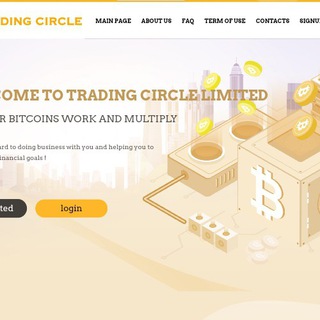 DING CIRCLE
MAIN PAGE ABOUT US FAQ TERM OF USE CONTACTS SIGNU
OME TO TRADING CIRCLE LIMITED
R BITCOINS WORK AND MULTIPLY
rd to doing business with you and helping you to
inancial goals !
ted login